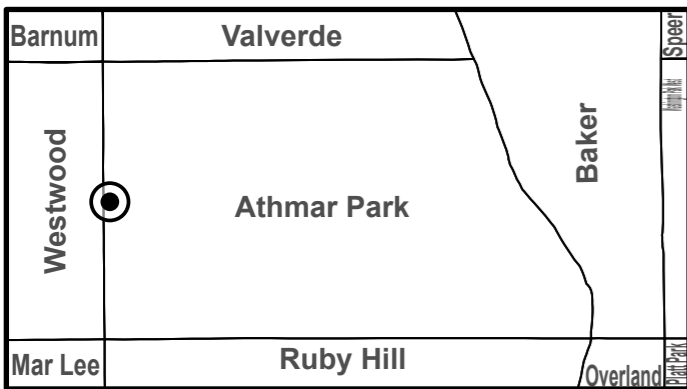 Barnum
Valverde
Speer
Baker
Westwood
Athmar Park
Mar Lee
Ruby Hill
Overland
Platt Park